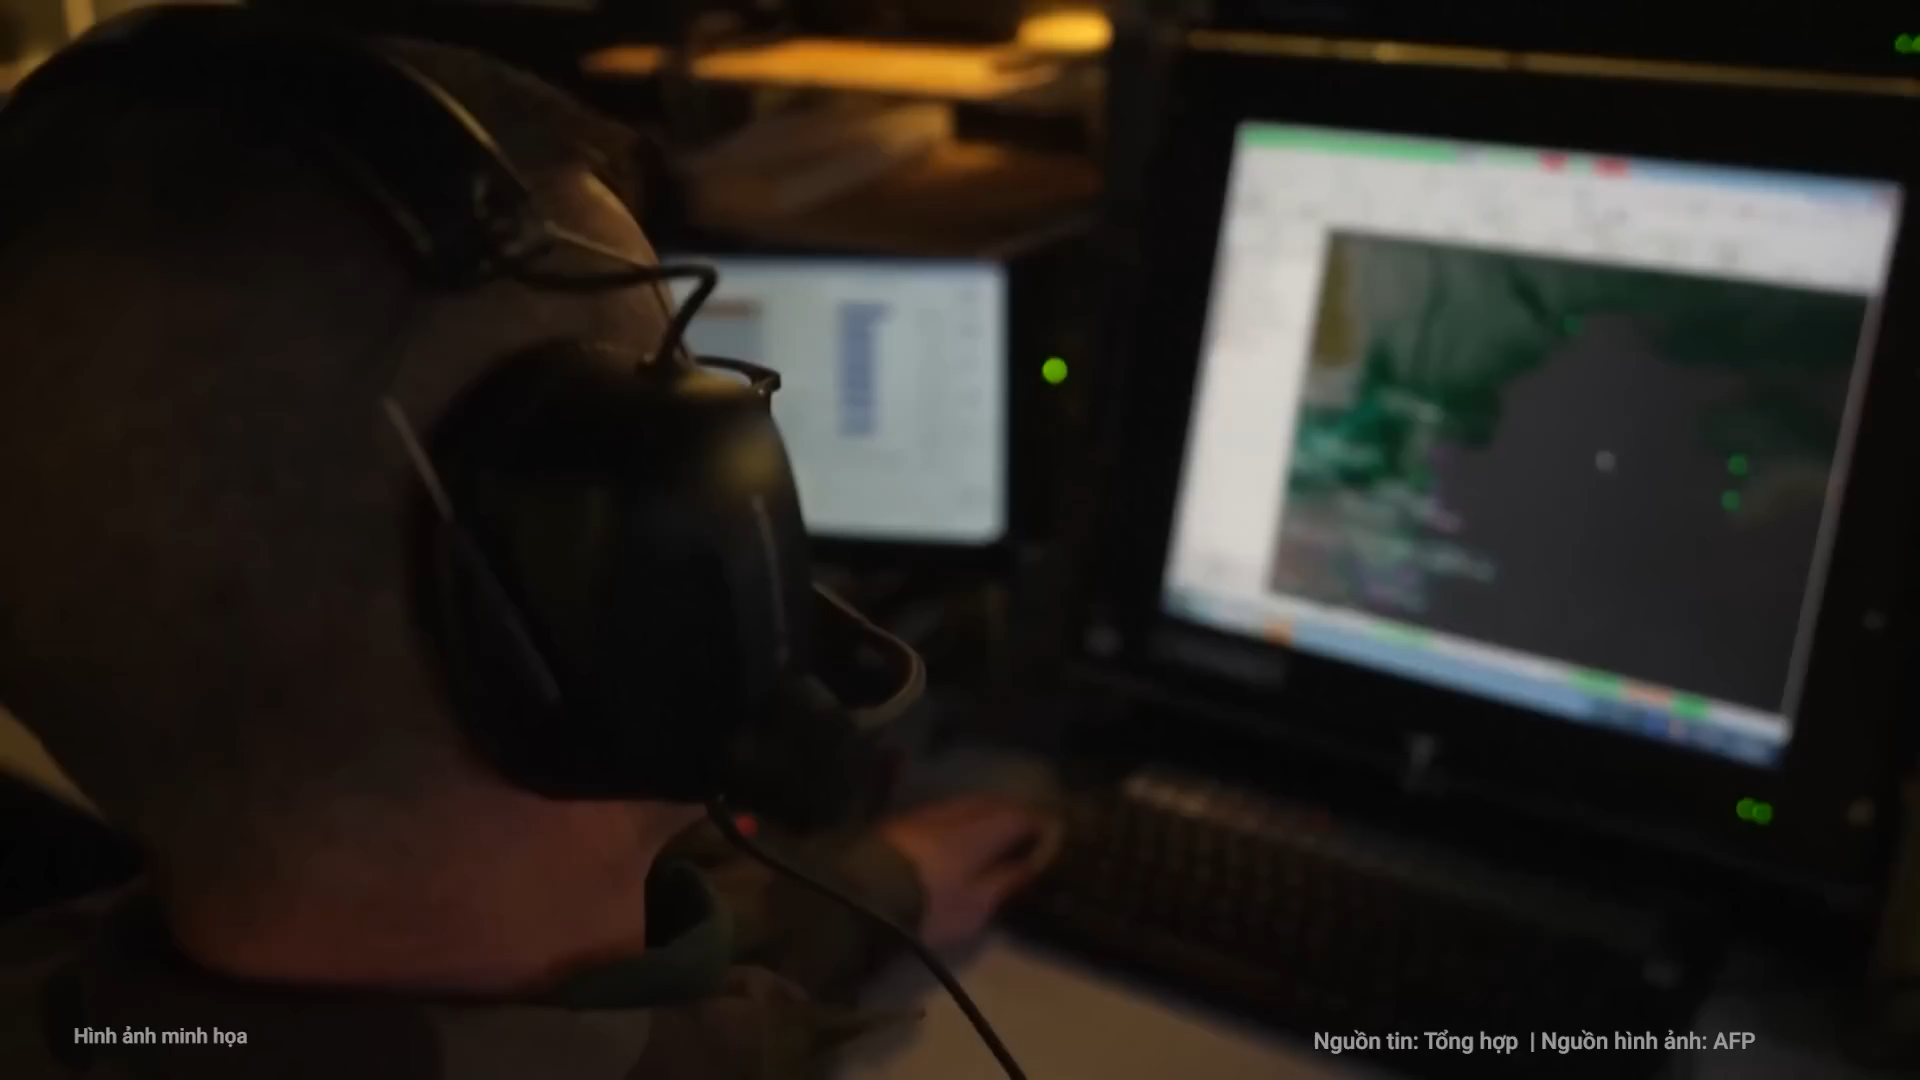 Hình ảnh minh họa
Nguồn tin: Tổng hợp | Nguồn hình ảnh: AFP